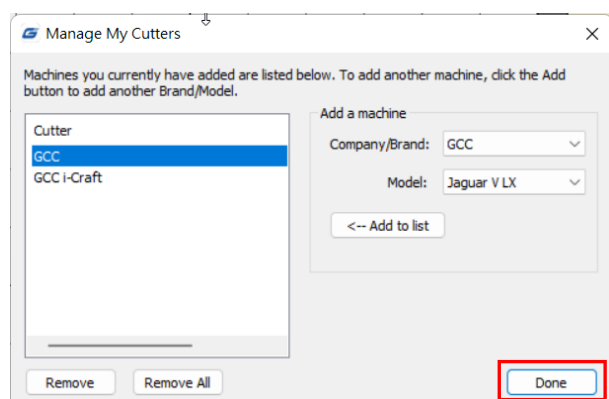 Manage My Cutters
Machines you currently have added are listed below. To add another machine, click the Add
button to add another Brand/Model.
Cutter
GCC
GCC i-Craft
Add a machine
Company/Brand: GCC
Model: Jaguar V LX
<-- Add to list
Remove Remove All Done